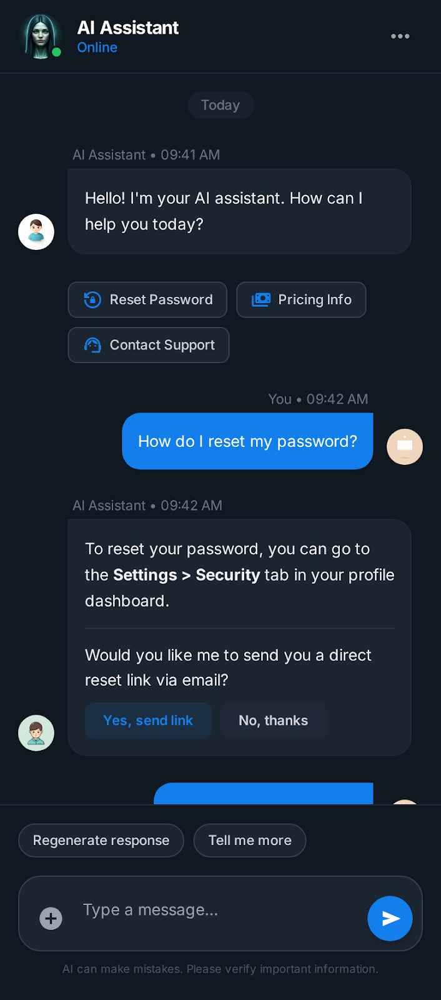 AI Assistant
Online
Today
AI Assistant • 09:41 AM
Hello! I'm your AI assistant. How can I
help you today?
Reset Password
Pricing Info
Contact Support
You • 09:42 AM
How do I reset my password?
AI Assistant • 09:42 AM
To reset your password, you can go to
the Settings > Security tab in your profile
dashboard.
Would you like me to send you a direct
reset link via email?
Yes, send link
No, thanks
Regenerate response
Tell me more
Type a message...
AI can make mistakes. Please verify important information.